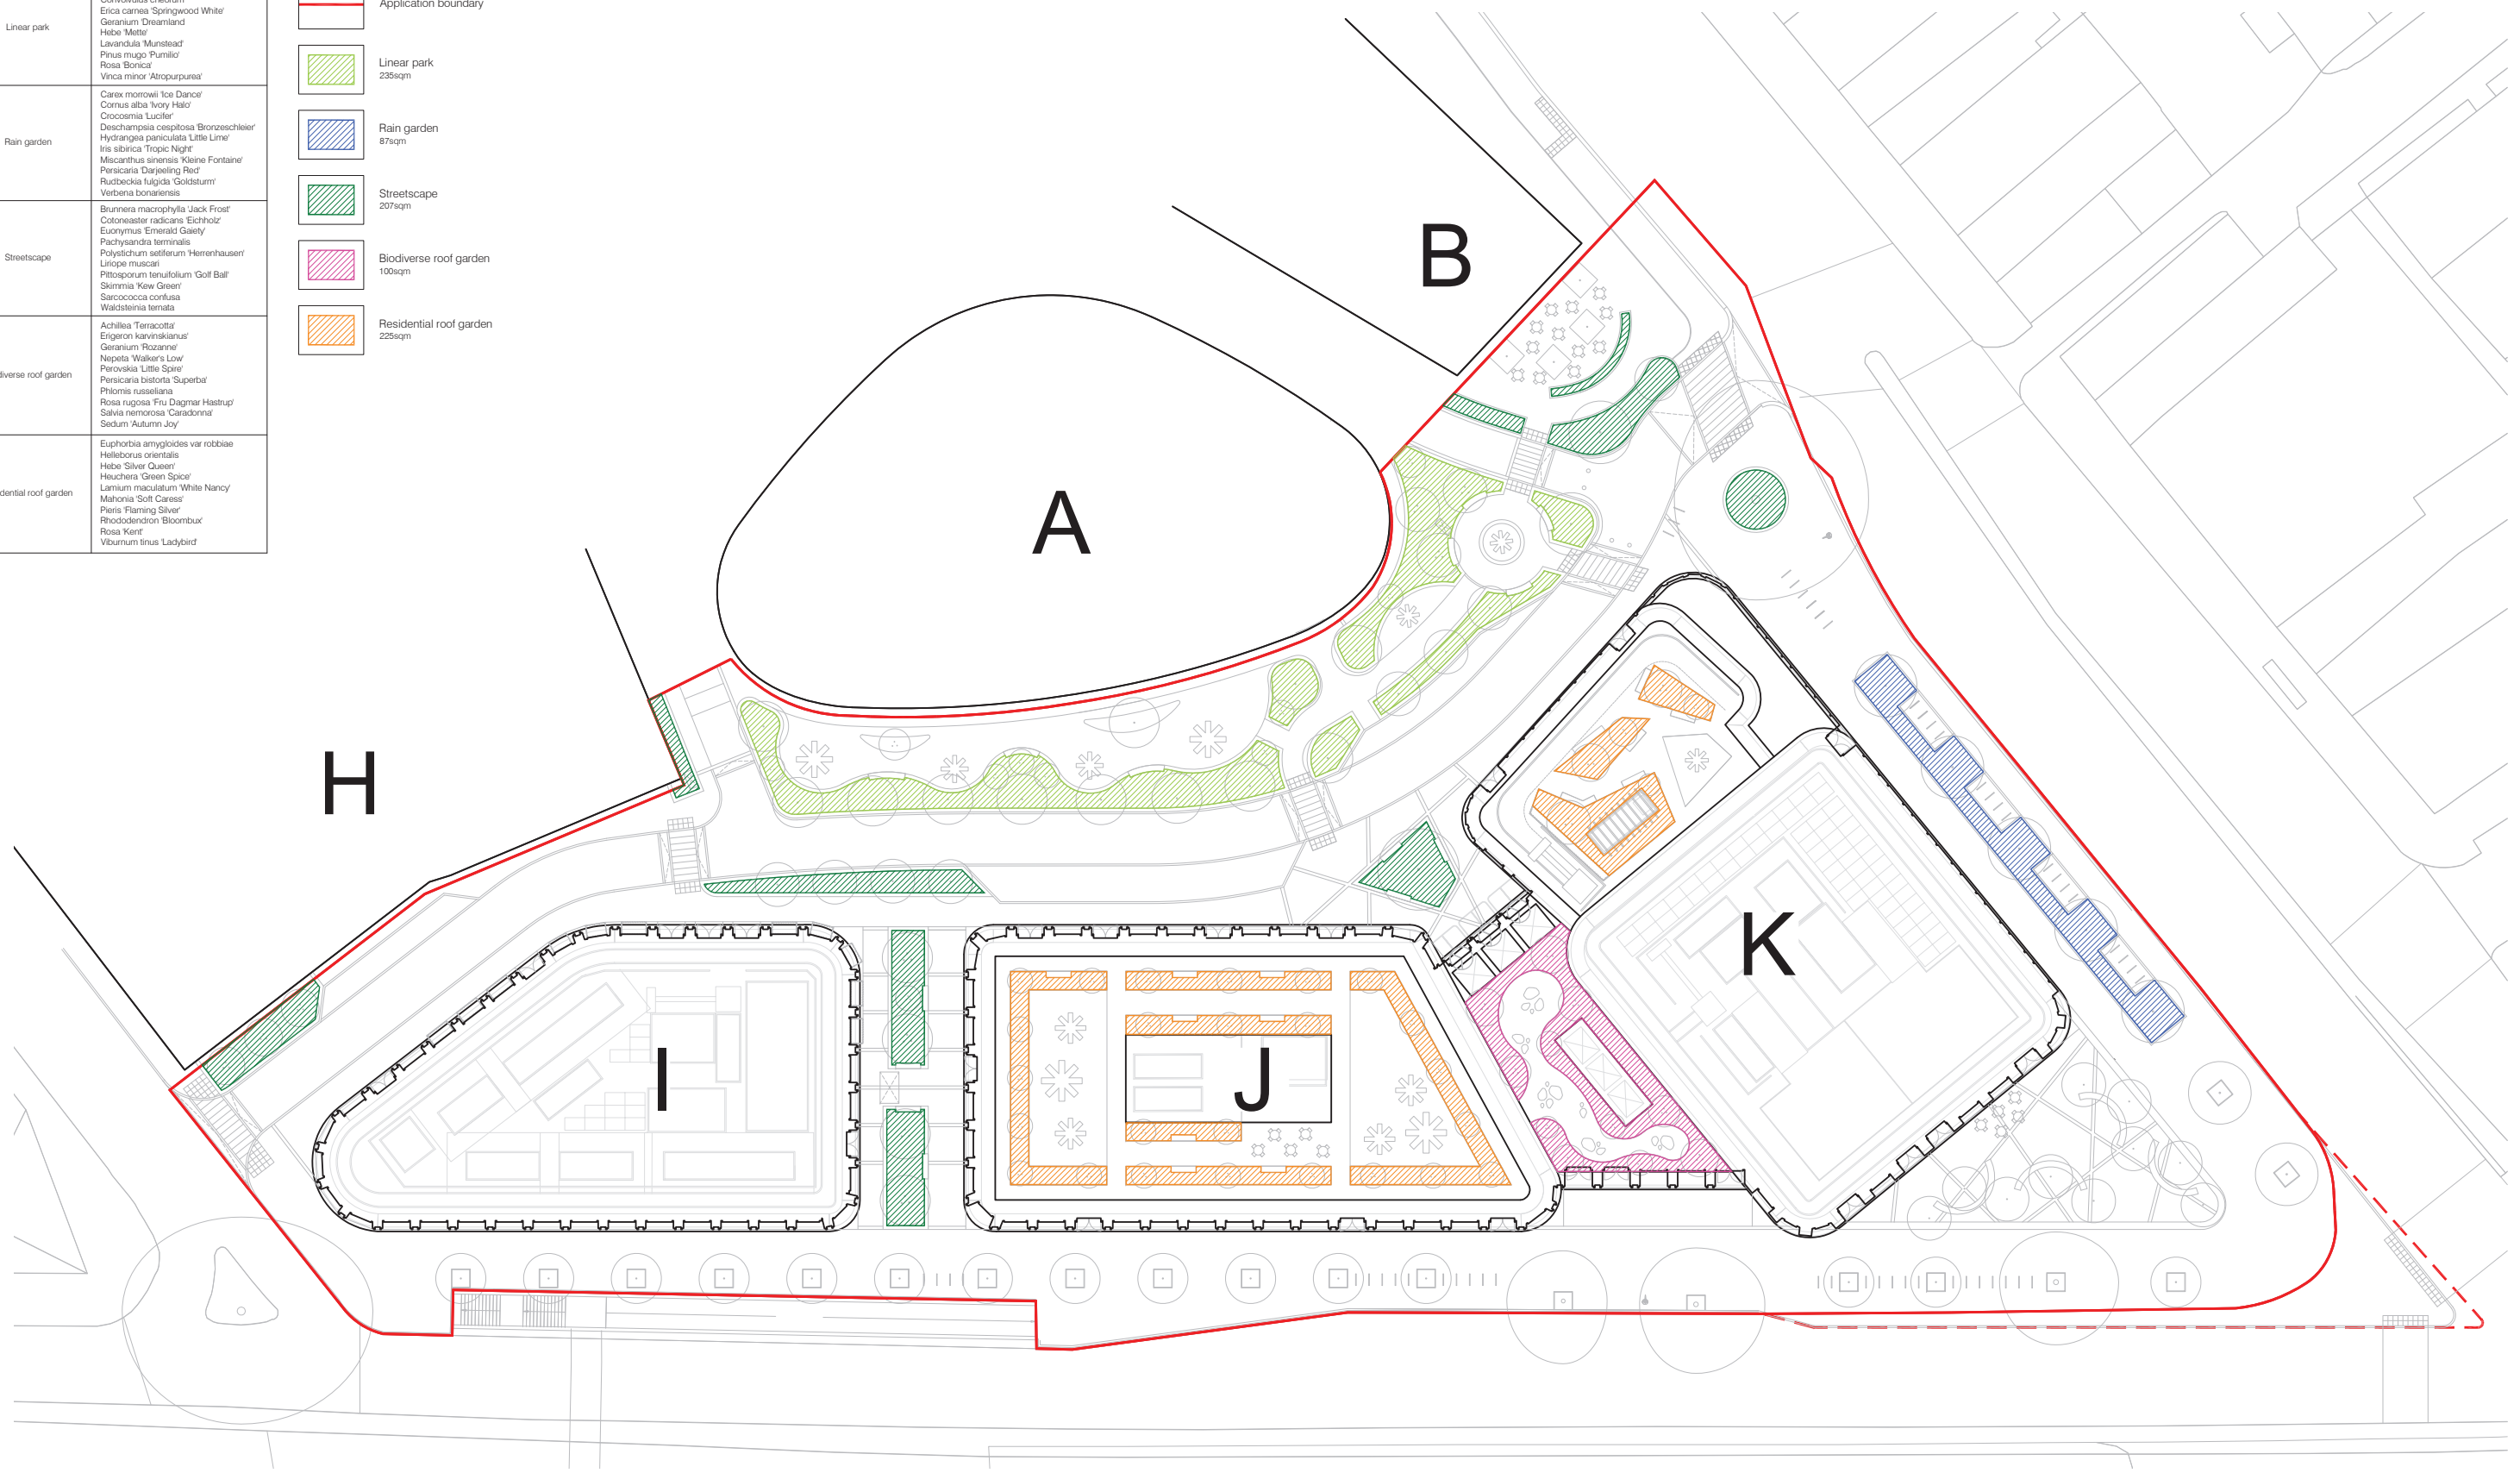 Linear park
Erica carnea 'Springwood White'
Geranium 'Dreamland
Hebe 'Mette'
Lavandula 'Munstead'
Pinus mugo 'Pumilio'
Rosa 'Bonica'
Vinca minor 'Atropurpurea'
Rain garden
Carex morrowii 'Ice Dance'
Cornus alba 'Ivory Halo'
Crocosmia 'Lucifer'
Deschampsia cespitosa 'Bronzeschleier'
Hydrangea paniculata 'Little Lime'
Iris sibirica 'Tropic Night'
Miscanthus sinensis 'Kleine Fontaine'
Persicaria 'Darjeeling Red'
Rudbeckia fulgida 'Goldsturm'
Verbena bonariensis
Streetscape
Brunnera macrophylla 'Jack Frost'
Cotoneaster radicans 'Eichholz'
Euonymus 'Emerald Gaiety'
Pachysandra terminalis
Polystichum setiferum 'Herrenhausen'
Liriope muscari
Pittosporum tenuifolium 'Golf Ball'
Skimmia 'Kew Green'
Sarcococca confusa
Waldsteinia ternata
roof garden
Achillea 'Terracotta'
Erigeron karvinskianus'
Geranium 'Rozanne'
Nepeta 'Walker's Low'
Perovskia 'Little Spire'
Persicaria bistorta 'Superba'
Phlomis russeliana
Rosa rugosa 'Fru Dagmar Hastrup'
Salvia nemorosa 'Caradonna'
Sedum 'Autumn Joy'
roof garden
Euphorbia amygloides var robbiae
Helleborus orientalis
Hebe 'Silver Queen'
Heuchera 'Green Spice'
Lamium maculatum 'White Nancy'
Mahonia 'Soft Caress'
Pieris 'Flaming Silver'
Rhododendron 'Bloombux'
Rosa 'Kent'
Viburnum tinus 'Ladybird'
Application boundary
Linear park
235sqm
Rain garden
87sqm
Streetscape
207sqm
Biodiverse roof garden
100sqm
Residential roof garden
225sqm
B
A
H
K
I
J